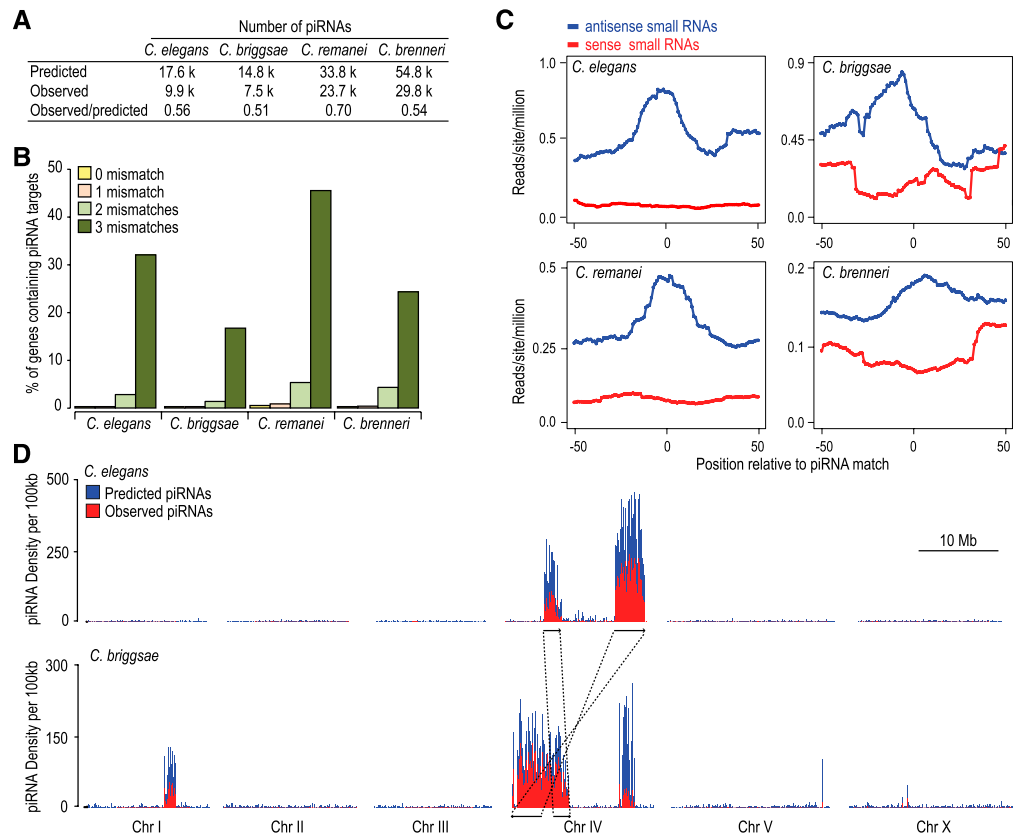 A
Number of piRNAs
C. elegans C. briggsae C. remanei C. brenneri
Predicted 17.6 k 14.8 k 33.8 k 54.8 k
Observed 9.9 k 7.5 k 23.7 k 29.8 k
Observed/predicted 0.56 0.51 0.70 0.54
B
% of genes containing piRNA targets
50
40
30
20
10
0
0 mismatch
1 mismatch
2 mismatches
3 mismatches
C. elegans C. briggsae C. remanei C. brenneri
C
antisense small RNAs
sense small RNAs
Reads/site/million
1.0
0.5
0.0
C. elegans
-50 0 50
0.9
0.45
0.0
C. briggsae
-50 0 50
Reads/site/million
0.5
0.25
0.0
C. remanei
-50 0 50
0.2
0.1
0.0
C. brenneri
-50 0 50
Position relative to piRNA match
D
C. elegans
Predicted piRNAs
Observed piRNAs
piRNA Density per 100kb
500
250
0
10 Mb
C. briggsae
piRNA Density per 100kb
300
150
0
Chr I Chr II Chr III Chr IV Chr V Chr X